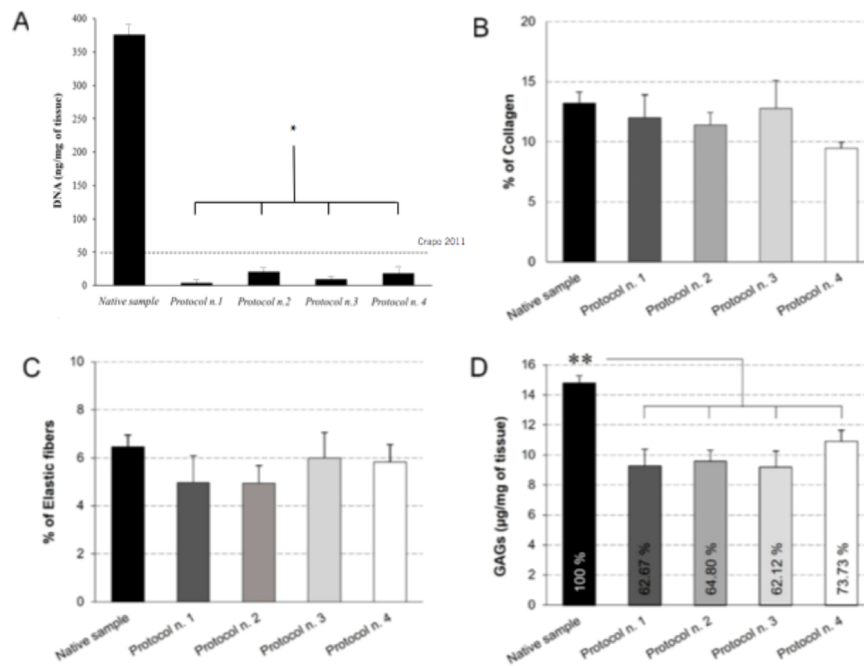 A
DNA (ng/mg of tissue)
400
350
300
250
200
150
100
50
0
*
Crapo 2011
Native sample
Protocol n.1
Protocol n.2
Protocol n.3
Protocol n. 4
B
% of Collagen
20
15
10
5
0
Native sample
Protocol n. 1
Protocol n. 2
Protocol n. 3
Protocol n. 4
C
% of Elastic fibers
10
8
6
4
2
0
Native sample
Protocol n. 1
Protocol n. 2
Protocol n. 3
Protocol n. 4
D
GAGs (µg/mg of tissue)
16
14
12
10
8
6
4
2
0
**
100 %
62.67 %
64.80 %
62.12 %
73.73 %
Native sample
Protocol n. 1
Protocol n. 2
Protocol n. 3
Protocol n. 4